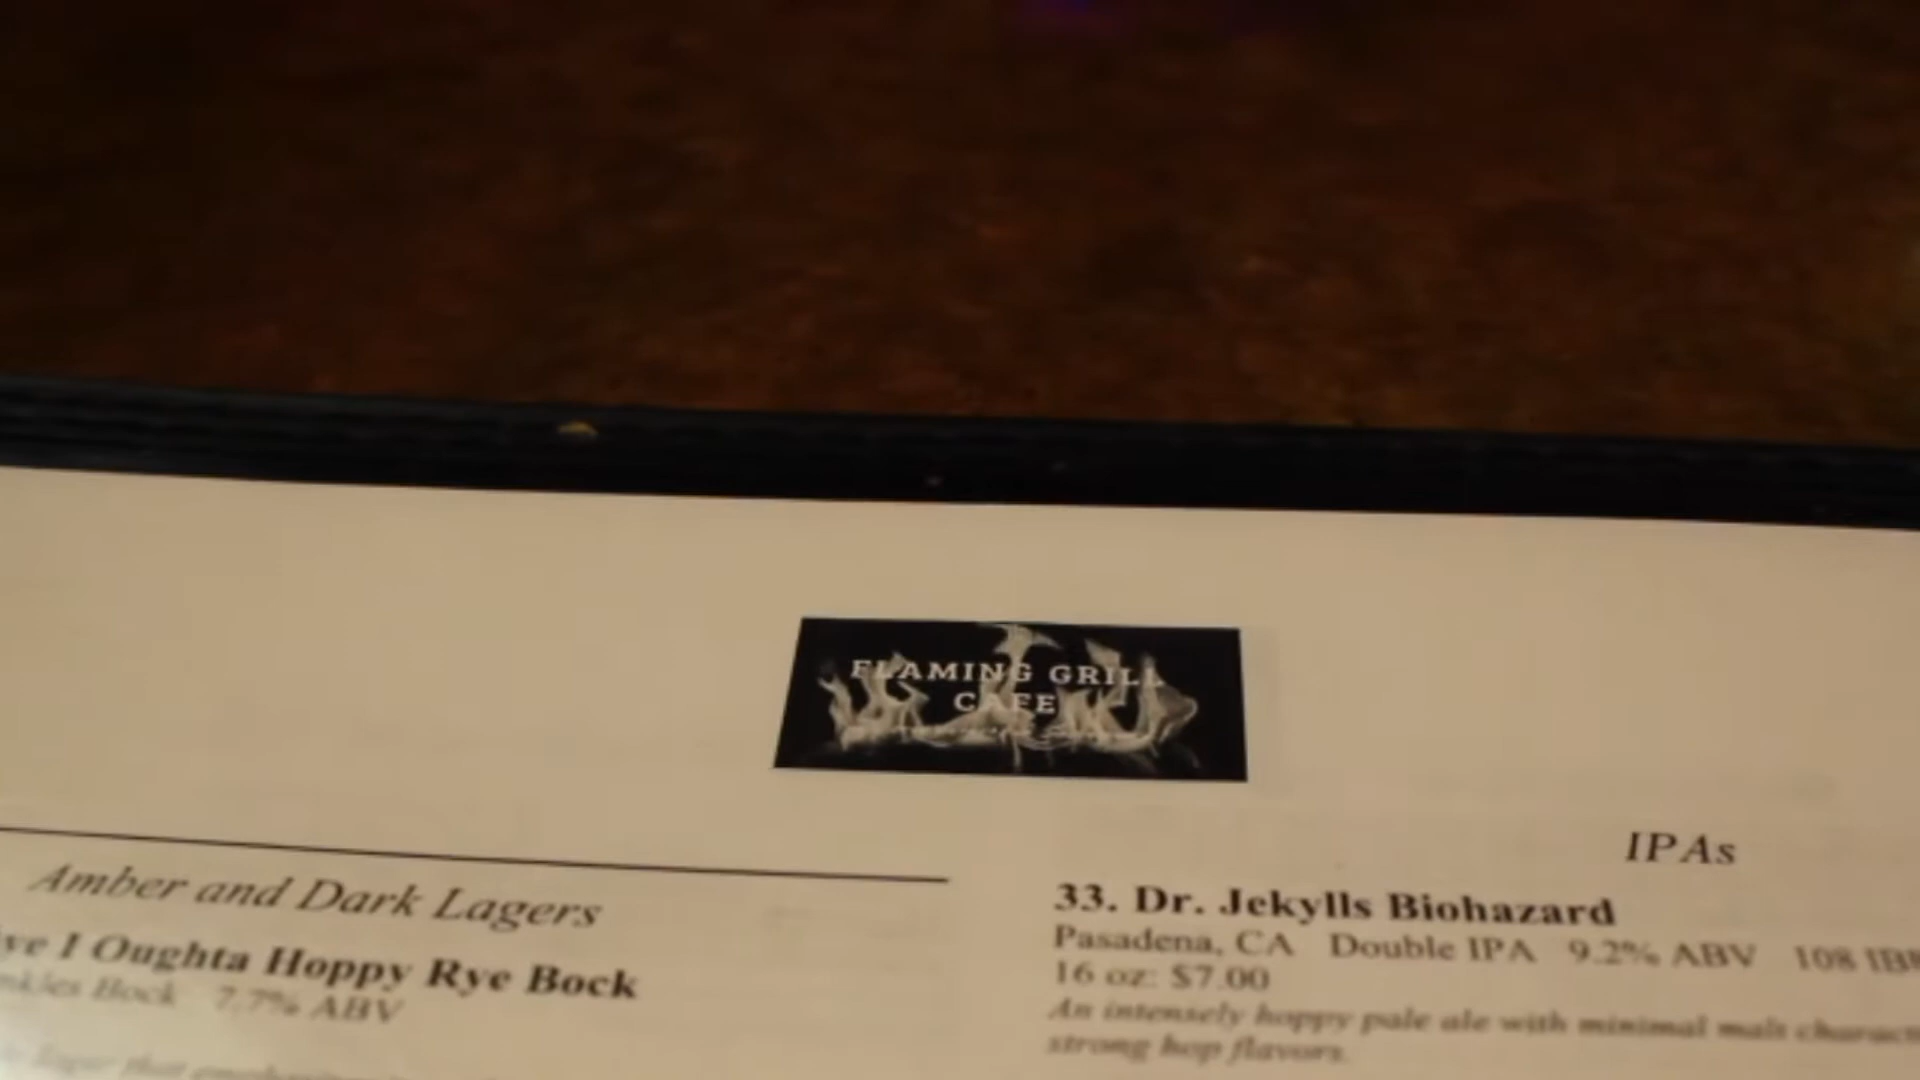 FLAMING GRILL
CAFE
Amber and Dark Lagers
I Oughta Hoppy Rye Bock
Bock 7.7% ABV
IPAs
33. Dr. Jekylls Biohazard
Pasadena, CA Double IPA 9.2% ABV 108
16 oz: $7.00
An intensely hoppy pale ale with minimal malt
strong hop flavors.